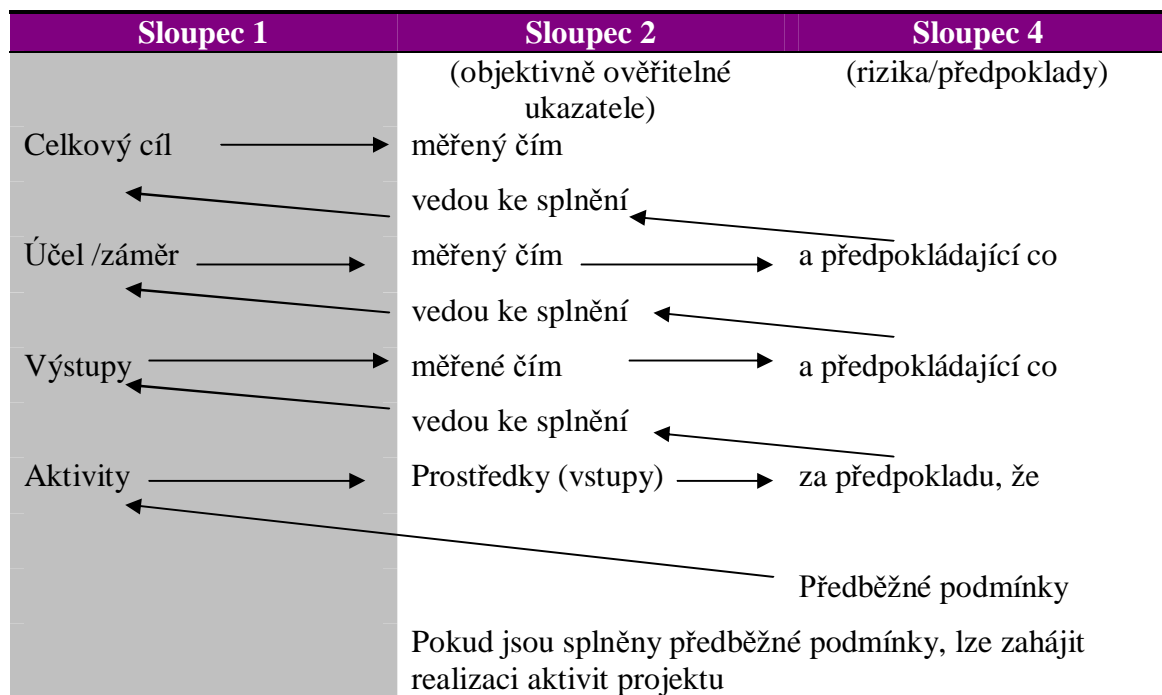 Sloupec 1 Sloupec 2 Sloupec 4
(objektivně ověřitelné (rizika/předpoklady)
ukazatele)
Celkový cíl měřený čím
vedou ke splnění
Účel /záměr měřený čím a předpokládající co
vedou ke splnění
Výstupy měřené čím a předpokládající co
vedou ke splnění
Aktivity Prostředky (vstupy) za předpokladu, že
Předběžné podmínky
Pokud jsou splněny předběžné podmínky, lze zahájit
realizaci aktivit projektu